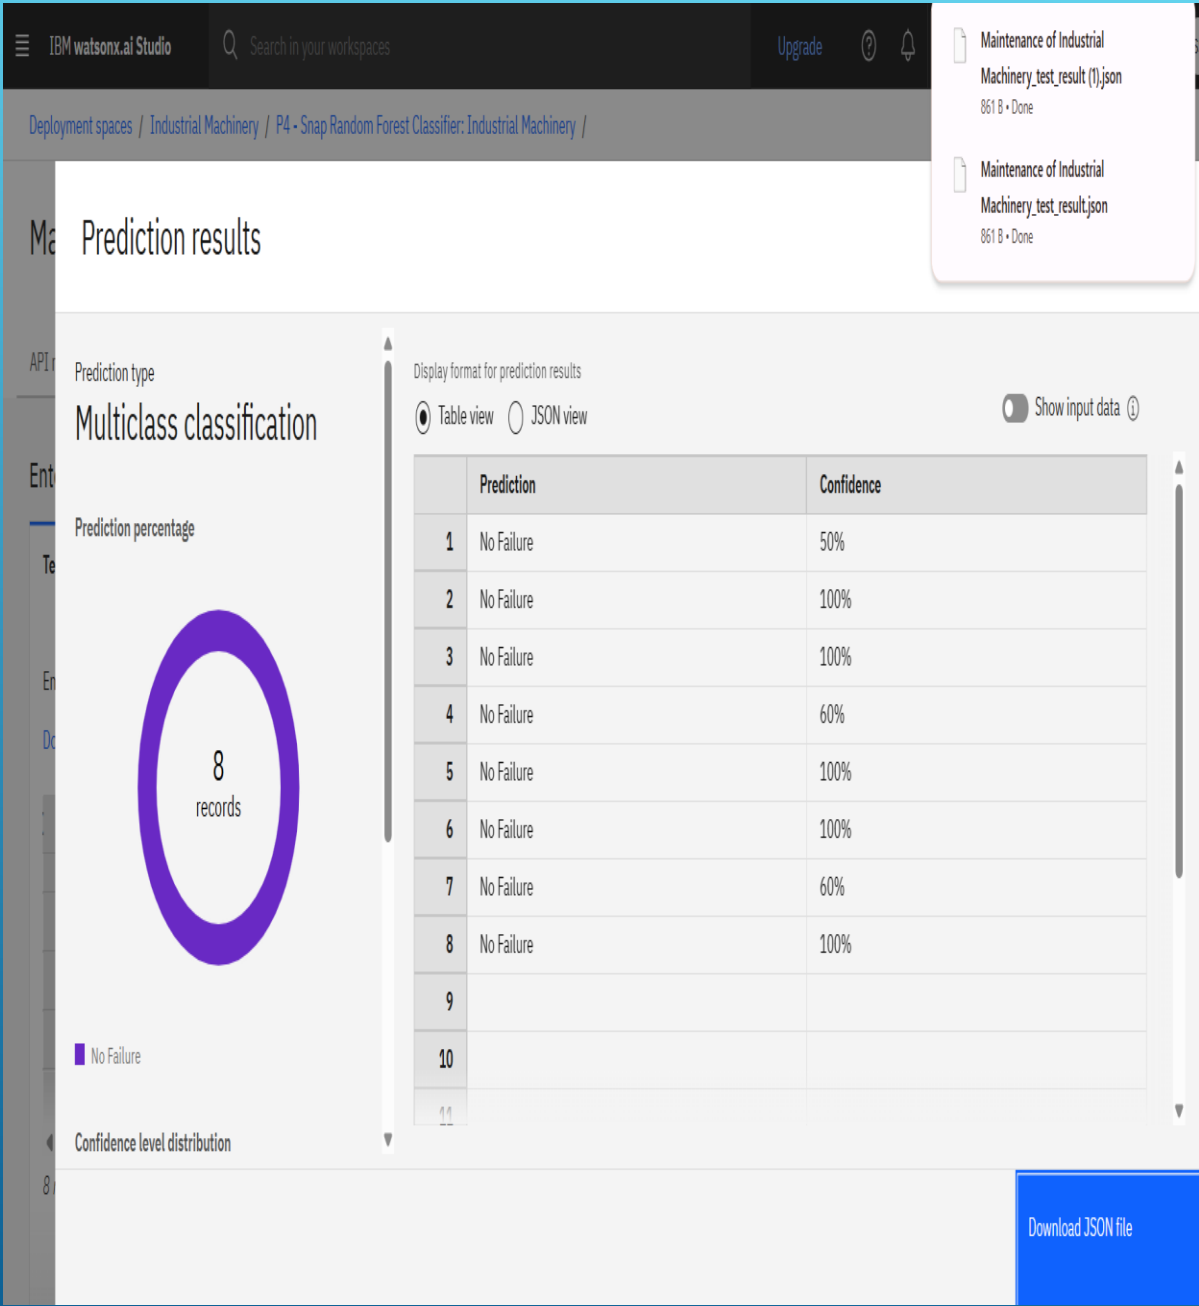 IBM watsonx.ai Studio
Search in your workspaces
Upgrade
Maintenance of Industrial
Machinery_test_result (1).json
861 B • Done
Maintenance of Industrial
Machinery_test_result.json
861 B • Done
Deployment spaces / Industrial Machinery / P4 - Snap Random Forest Classifier: Industrial Machinery /
Prediction results
Prediction type
Multiclass classification
Prediction percentage
8
records
No Failure
Confidence level distribution
Display format for prediction results
Table view JSON view
Show input data
Prediction Confidence
1 No Failure 50%
2 No Failure 100%
3 No Failure 100%
4 No Failure 60%
5 No Failure 100%
6 No Failure 100%
7 No Failure 60%
8 No Failure 100%
9
10
11
Download JSON file